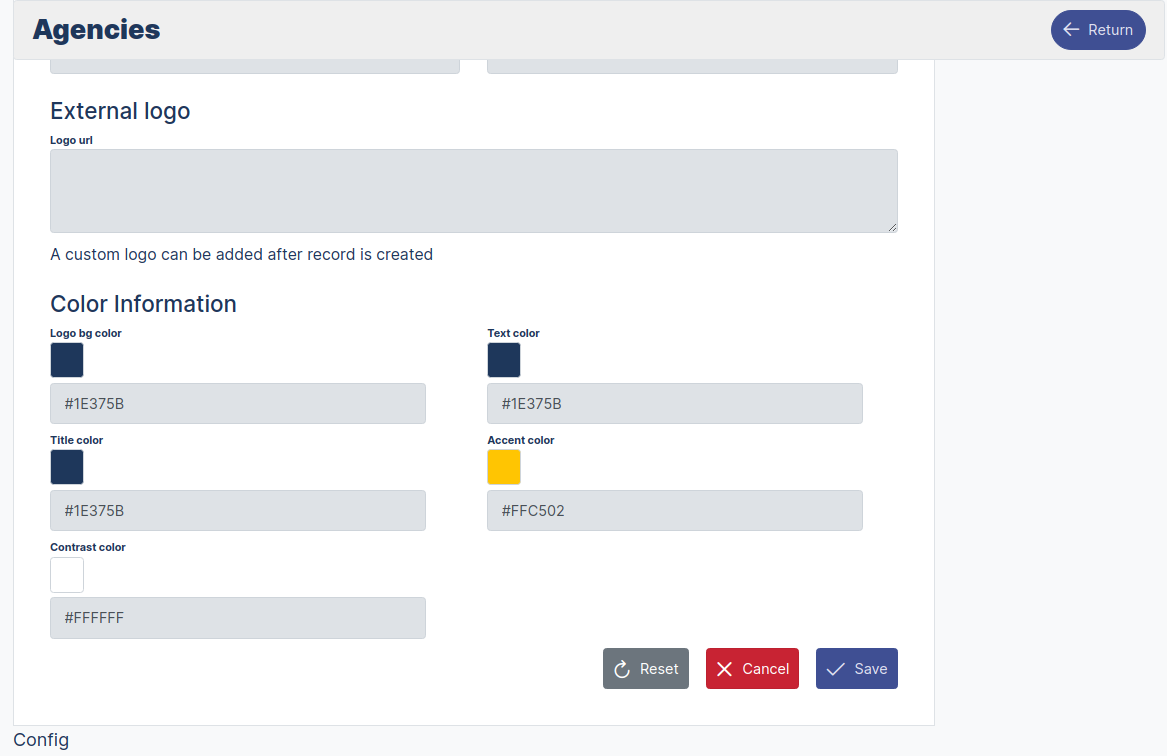 Agencies
Return
External logo
Logo url
A custom logo can be added after record is created
Color Information
Logo bg color
Text color
#1E375B
#1E375B
Title color
Accent color
#1E375B
#FFC502
Contrast color
#FFFFFF
Reset
Cancel
Save
Config